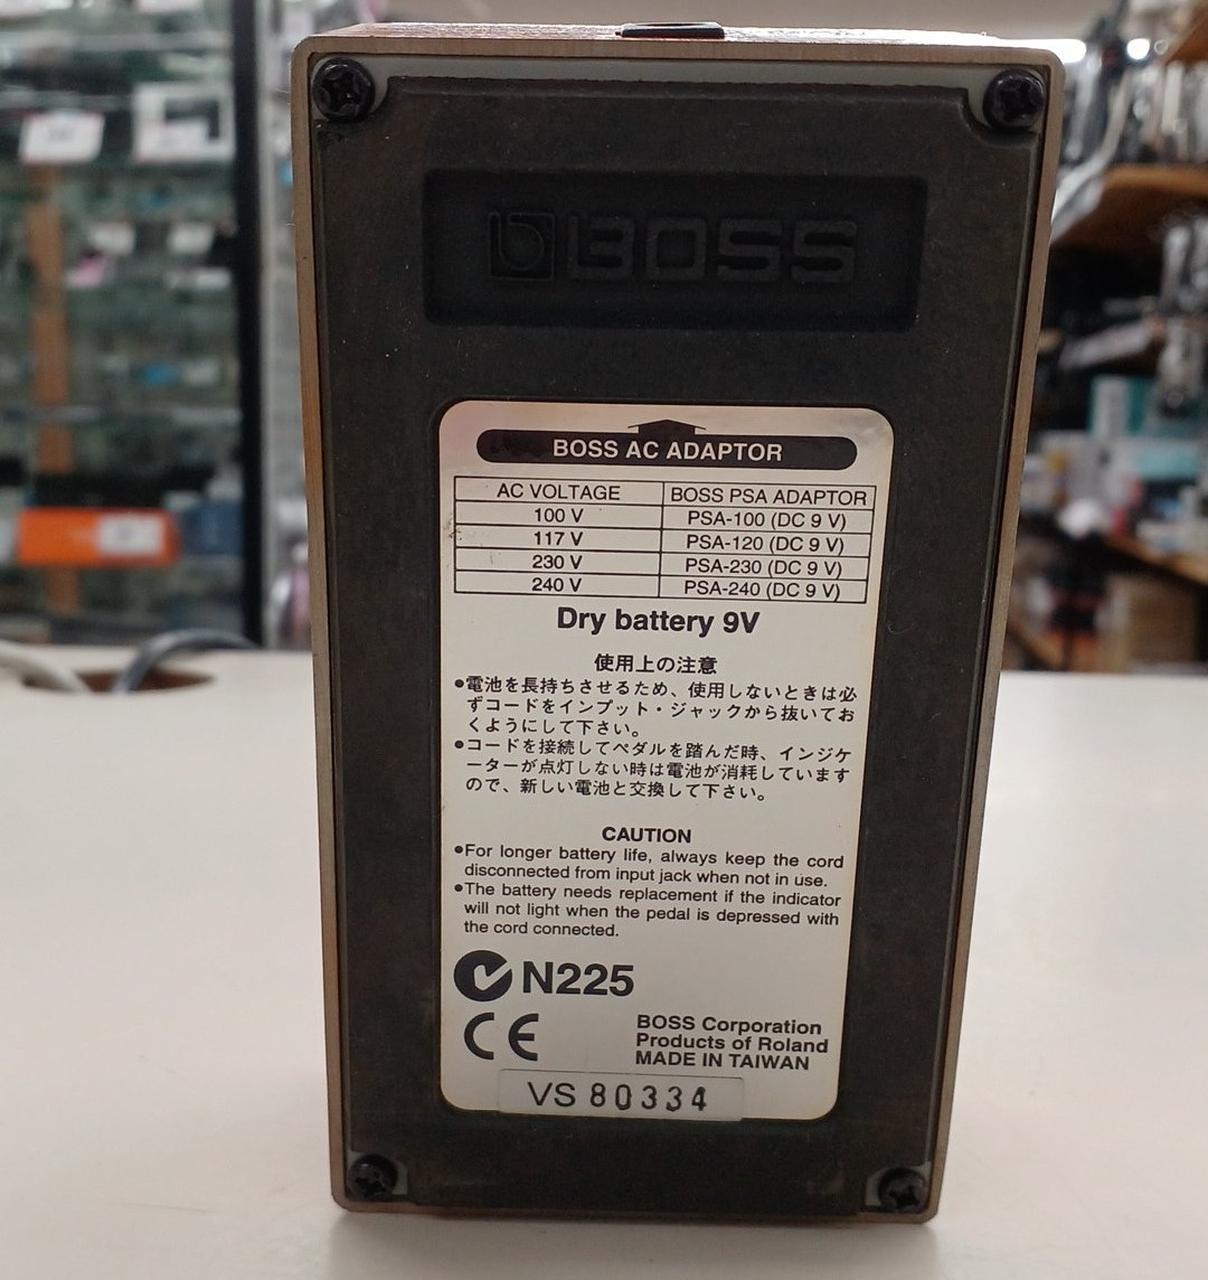 BOSS
BOSS AC ADAPTOR
AC VOLTAGE BOSS PSA ADAPTOR
100 V PSA-100 (DC 9 V)
117 V PSA-120 (DC 9 V)
230 V PSA-230 (DC 9 V)
240 V PSA-240 (DC 9 V)
Dry battery 9V
使用上の注意
●電池を長持ちさせるため、使用しないときは必
ずコードをインプット・ジャックから抜いてお
くようにして下さい。
●コードを接続してペダルを踏んだ時、インジケ
ーターが点灯しない時は電池が消耗しています
ので、新しい電池と交換して下さい。
CAUTION
●For longer battery life, always keep the cord
disconnected from input jack when not in use.
●The battery needs replacement if the indicator
will not light when the pedal is depressed with
the cord connected.
N225
CE
BOSS Corporation
Products of Roland
MADE IN TAIWAN
VS 80334